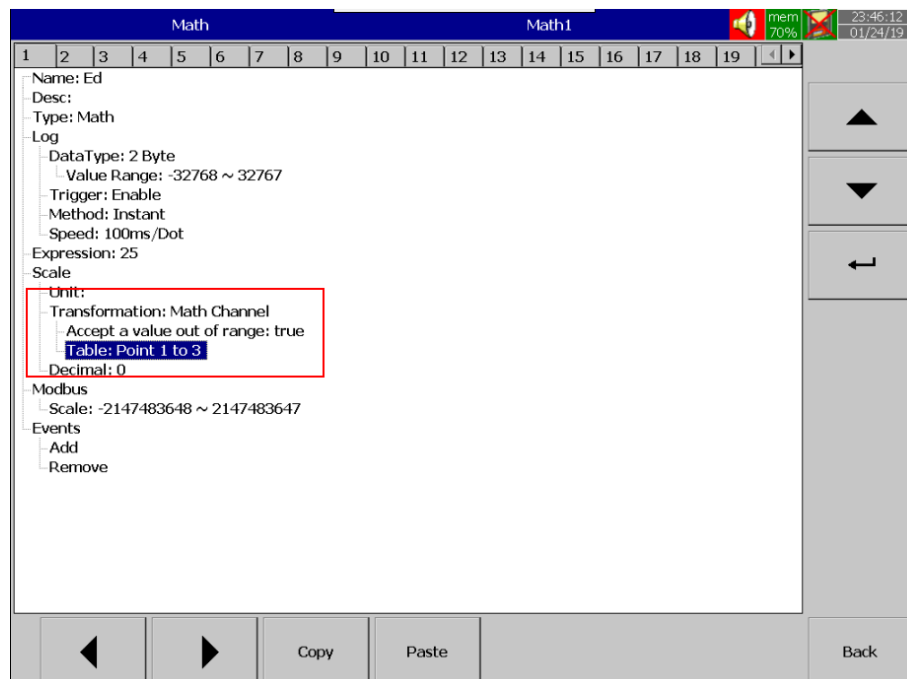 Math Math1 mem 70% 23:46:12 01/24/19
1 2 3 4 5 6 7 8 9 10 11 12 13 14 15 16 17 18 19
Name: Ed
Desc:
Type: Math
Log
DataType: 2 Byte
Value Range: -32768 ~ 32767
Trigger: Enable
Method: Instant
Speed: 100ms/Dot
Expression: 25
Scale
Unit:
Transformation: Math Channel
Accept a value out of range: true
Table: Point 1 to 3
Decimal: 0
Modbus
Scale: -2147483648 ~ 2147483647
Events
Add
Remove
Copy Paste Back